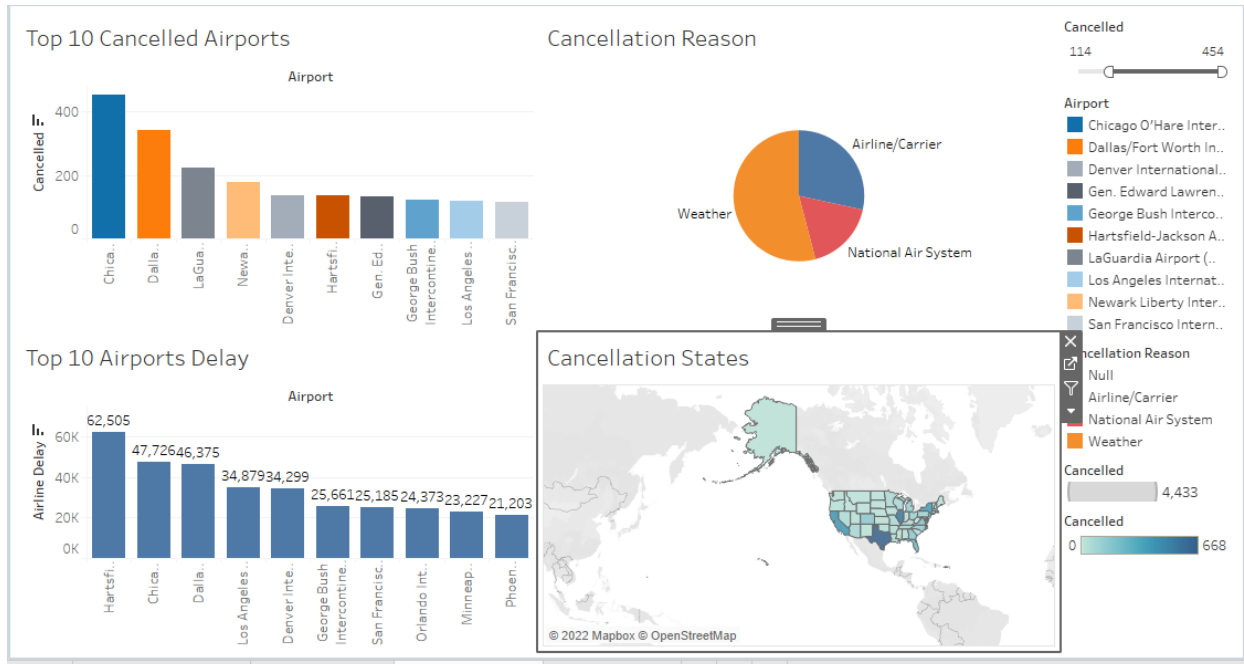 Top 10 Cancelled Airports
Airport
Cancelled
400
200
0
Chica..
Dalla..
LaGua..
Newa..
Denver Inte..
Hartsfi..
Gen. Ed..
George Bush
Intercontine..
Los Angeles ..
San Francisc..
Cancellation Reason
Airline/Carrier
Weather
National Air System
Top 10 Airports Delay
Airport
Airline Delay
60K
40K
20K
0K
62,505
47,726
46,375
34,879
34,299
25,661
25,185
24,373
23,227
21,203
Hartsfi..
Chica..
Dalla..
Los Angeles ..
Denver Inte..
George Bush
Intercontine..
San Francisc..
Orlando Int..
Minneap..
Phoen..
Cancellation States
© 2022 Mapbox © OpenStreetMap
Cancelled
114 454
Airport
Chicago O'Hare Inter..
Dallas/Fort Worth In..
Denver International..
Gen. Edward Lawren..
George Bush Interco..
Hartsfield-Jackson A..
LaGuardia Airport (..
Los Angeles Internat..
Newark Liberty Inter..
San Francisco Intern..
ncellation Reason
Null
Airline/Carrier
National Air System
Weather
Cancelled
4,433
Cancelled
0 668